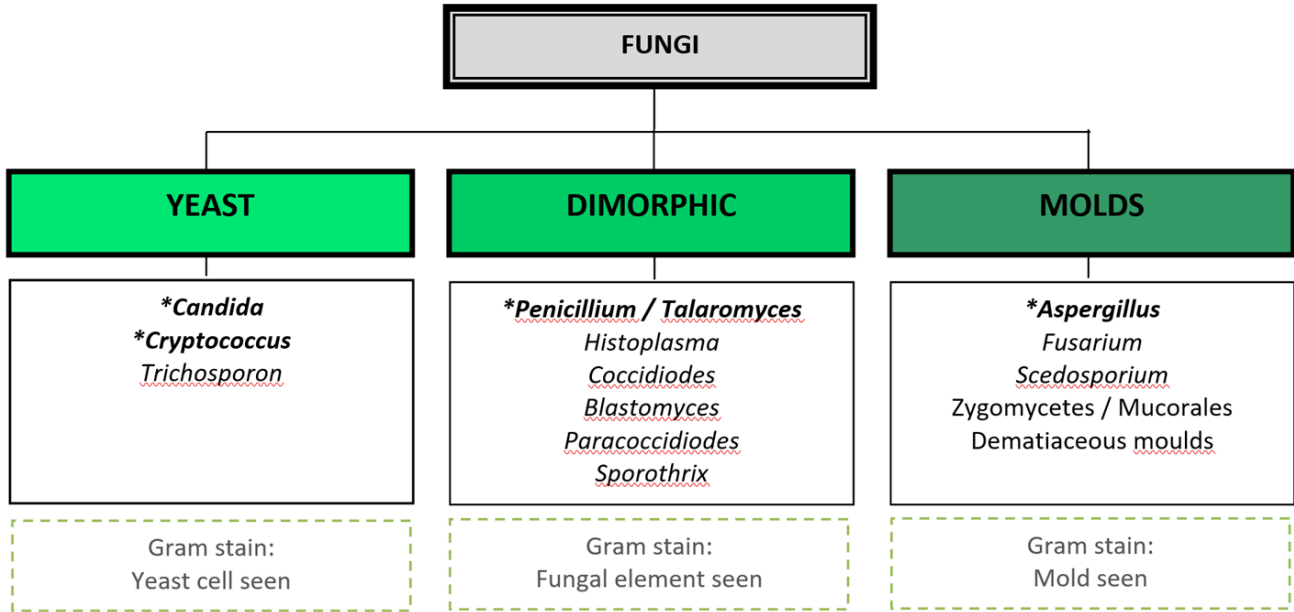 FUNGI
YEAST
*Candida
*Cryptococcus
Trichosporon
Gram stain:
Yeast cell seen
DIMORPHIC
*Penicillium / Talaromyces
Histoplasma
Coccidiodes
Blastomyces
Paracoccidiodes
Sporothrix
Gram stain:
Fungal element seen
MOLDS
*Aspergillus
Fusarium
Scedosporium
Zygomycetes / Mucorales
Dematiaceous moulds
Gram stain:
Mold seen